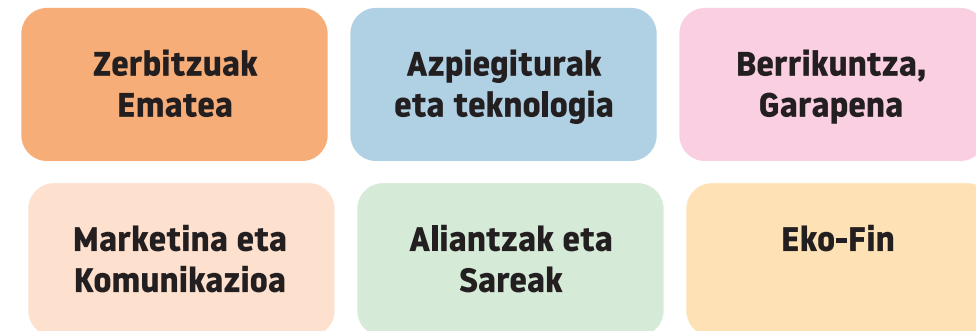 Zerbitzuak
Ematea
Azpiegiturak
eta teknologia
Berrikuntza,
Garapena
Marketina eta
Komunikazioa
Aliantzak eta
Sareak
Eko-Fin